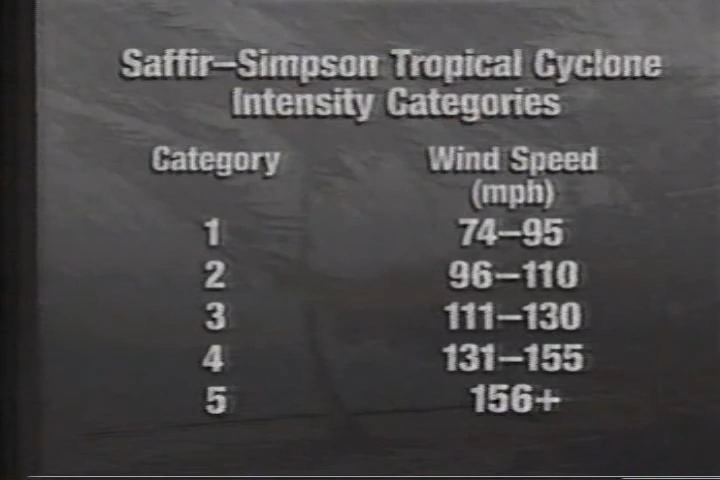 Saffir–Simpson Tropical Cyclone
Intensity Categories
Category Wind Speed
(mph)
1 74–95
2 96–110
3 111–130
4 131–155
5 156+